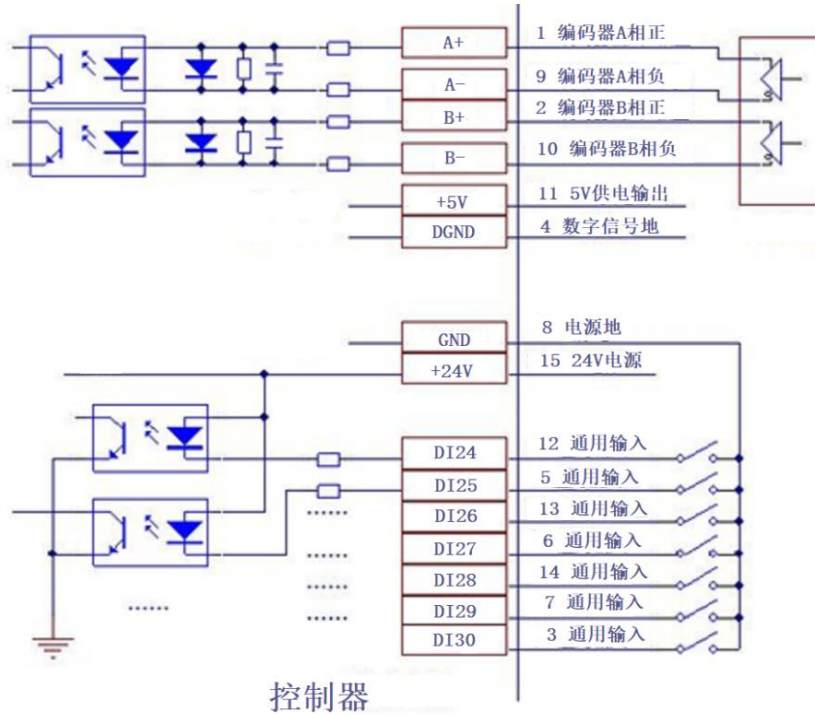 A+ 1 编码器A相正
A- 9 编码器A相负
B+ 2 编码器B相正
B- 10 编码器B相负
+5V 11 5V供电输出
DGND 4 数字信号地
GND 8 电源地
+24V 15 24V电源
DI24 12 通用输入
DI25 5 通用输入
DI26 13 通用输入
DI27 6 通用输入
DI28 14 通用输入
DI29 7 通用输入
DI30 3 通用输入
控制器